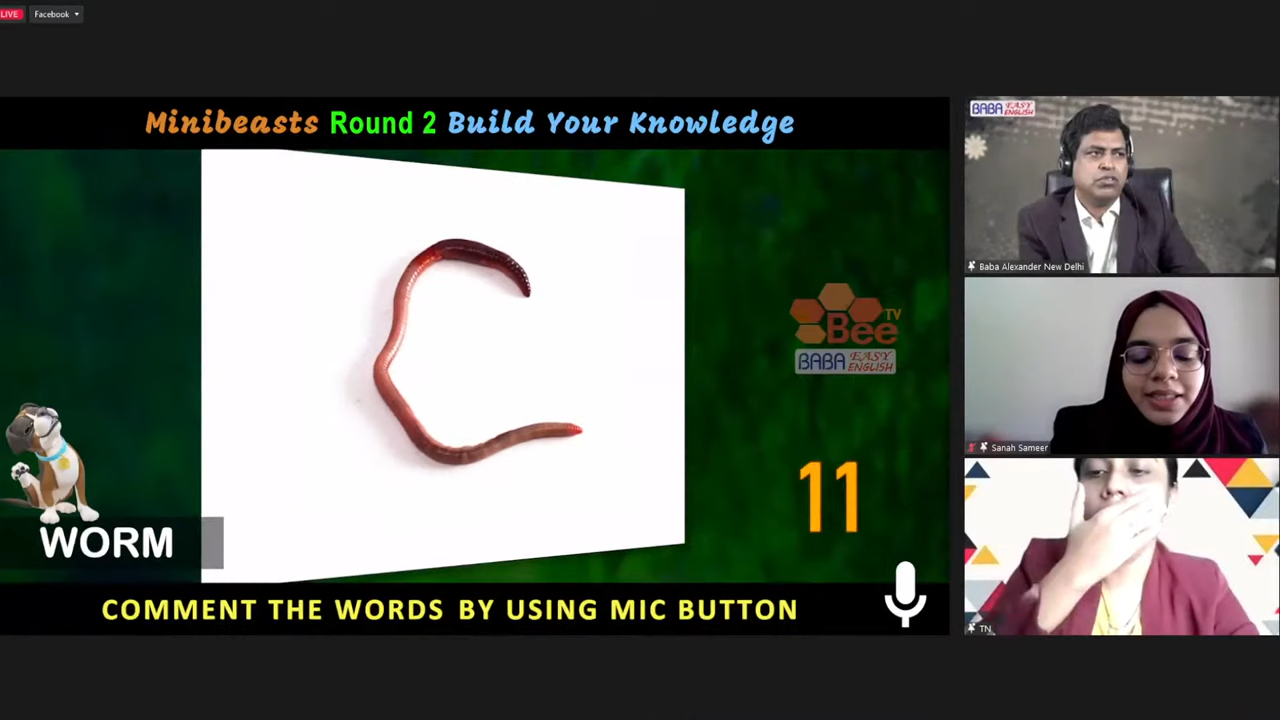 LIVE
Facebook
Minibeasts Round 2 Build Your Knowledge
BABA EASY ENGLISH
Baba Alexander New Delhi
Bee TV
BABA EASY ENGLISH
Sanah Sameer
11
WORM
COMMENT THE WORDS BY USING MIC BUTTON
TN